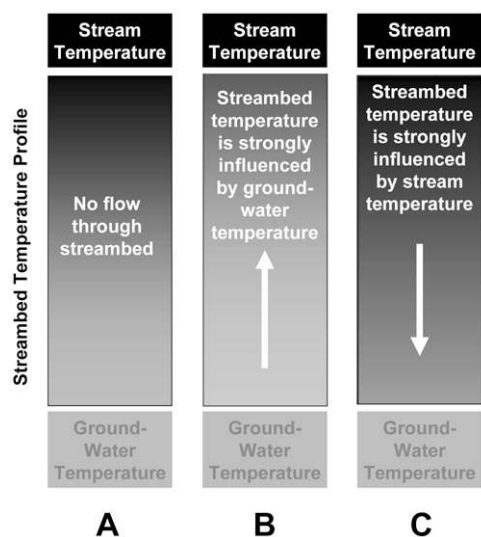 Stream
Temperature
Stream
Temperature
Stream
Temperature
Streambed Temperature Profile
No flow
through
streambed
Streambed
temperature
is strongly
influenced
by ground-
water
temperature
Streambed
temperature
is strongly
influenced
by stream
temperature
Ground-
Water
Temperature
Ground-
Water
Temperature
Ground-
Water
Temperature
A
B
C